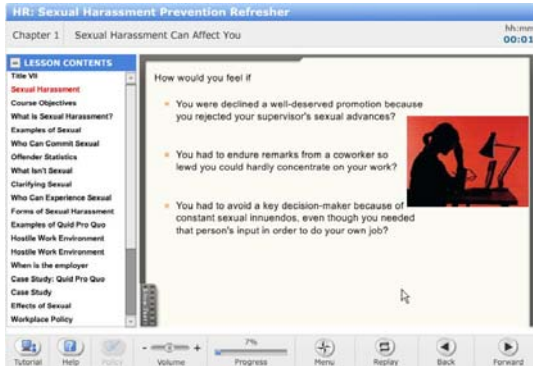 HR: Sexual Harassment Prevention Refresher
Chapter 1 Sexual Harassment Can Affect You
hh:mm
00:01
LESSON CONTENTS
Title VII
Sexual Harassment
Course Objectives
What is Sexual Harassment?
Examples of Sexual
Who Can Commit Sexual
Offender Statistics
What Isn't Sexual
Clarifying Sexual
Who Can Experience Sexual
Forms of Sexual Harassment
Examples of Quid Pro Quo
Hostile Work Environment
Hostile Work Environment
When is the employer
Case Study: Quid Pro Quo
Case Study
Effects of Sexual
Workplace Policy
How would you feel if
You were declined a well-deserved promotion because
you rejected your supervisor's sexual advances?
You had to endure remarks from a coworker so
lewd you could hardly concentrate on your work?
You had to avoid a key decision-maker because of
constant sexual innuendos, even though you needed
that person's input in order to do your own job?
7%
Tutorial Help Policy - + Volume Progress Menu Replay Back Forward